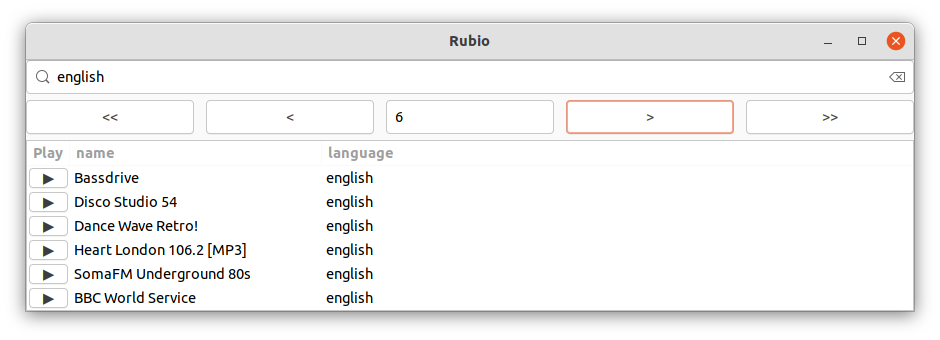 Rubio
english
<< < 6 > >>
Play name language
Bassdrive english
Disco Studio 54 english
Dance Wave Retro! english
Heart London 106.2 [MP3] english
SomaFM Underground 80s english
BBC World Service english